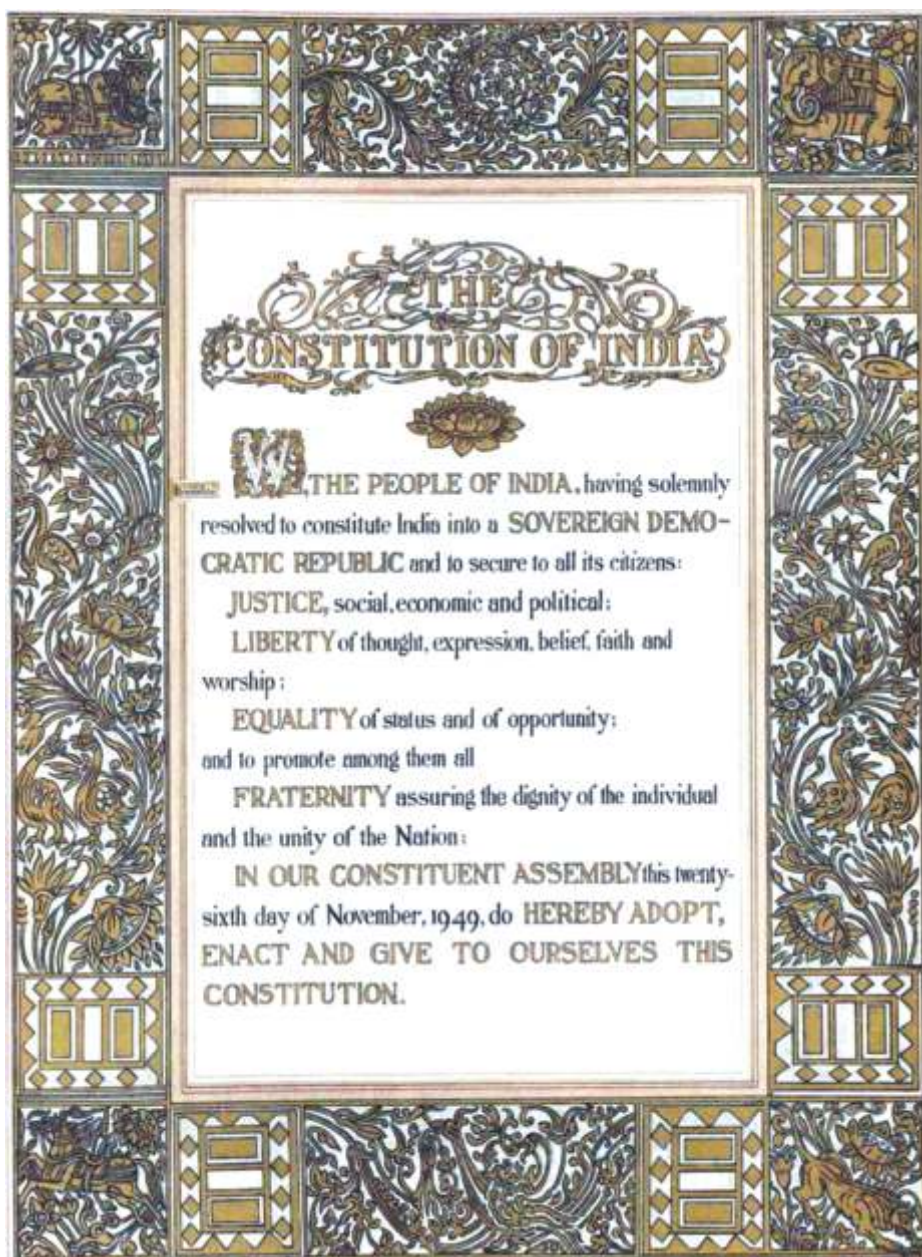 THE
CONSTITUTION OF INDIA
WE, THE PEOPLE OF INDIA, having solemnly
resolved to constitute India into a SOVEREIGN DEMO-
CRATIC REPUBLIC and to secure to all its citizens:
JUSTICE, social, economic and political;
LIBERTY of thought, expression, belief, faith and
worship;
EQUALITY of status and of opportunity;
and to promote among them all
FRATERNITY assuring the dignity of the individual
and the unity of the Nation;
IN OUR CONSTITUENT ASSEMBLY this twenty-
sixth day of November, 1949, do HEREBY ADOPT,
ENACT AND GIVE TO OURSELVES THIS
CONSTITUTION.